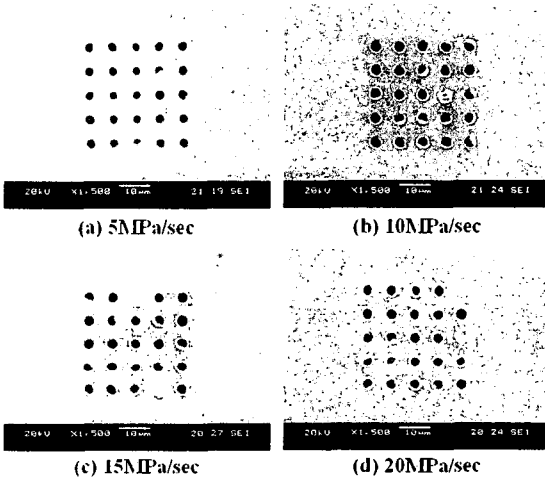 20kV X1,500 10μm 21 19 SEI
(a) 5MPa/sec
20kV X1,500 10μm 21 24 SEI
(b) 10MPa/sec
20kV X1,500 10μm 20 27 SEI
(c) 15MPa/sec
20kV X1,500 10μm 20 24 SEI
(d) 20MPa/sec